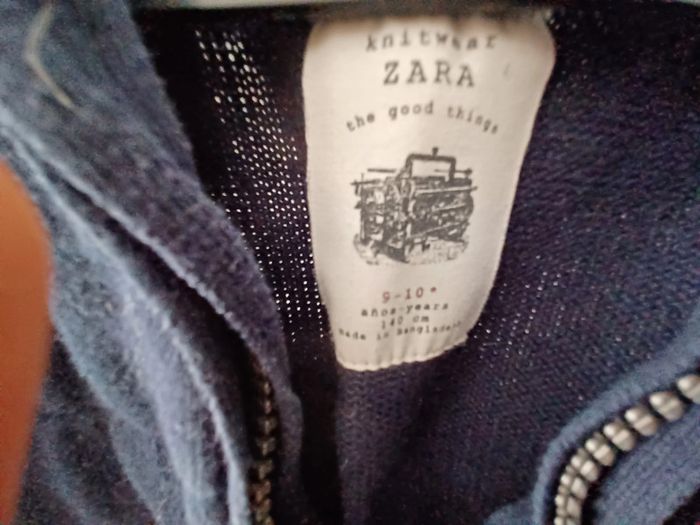 knitwear
ZARA
the good things
9-10
años-years
140 cm
made in bangladesh